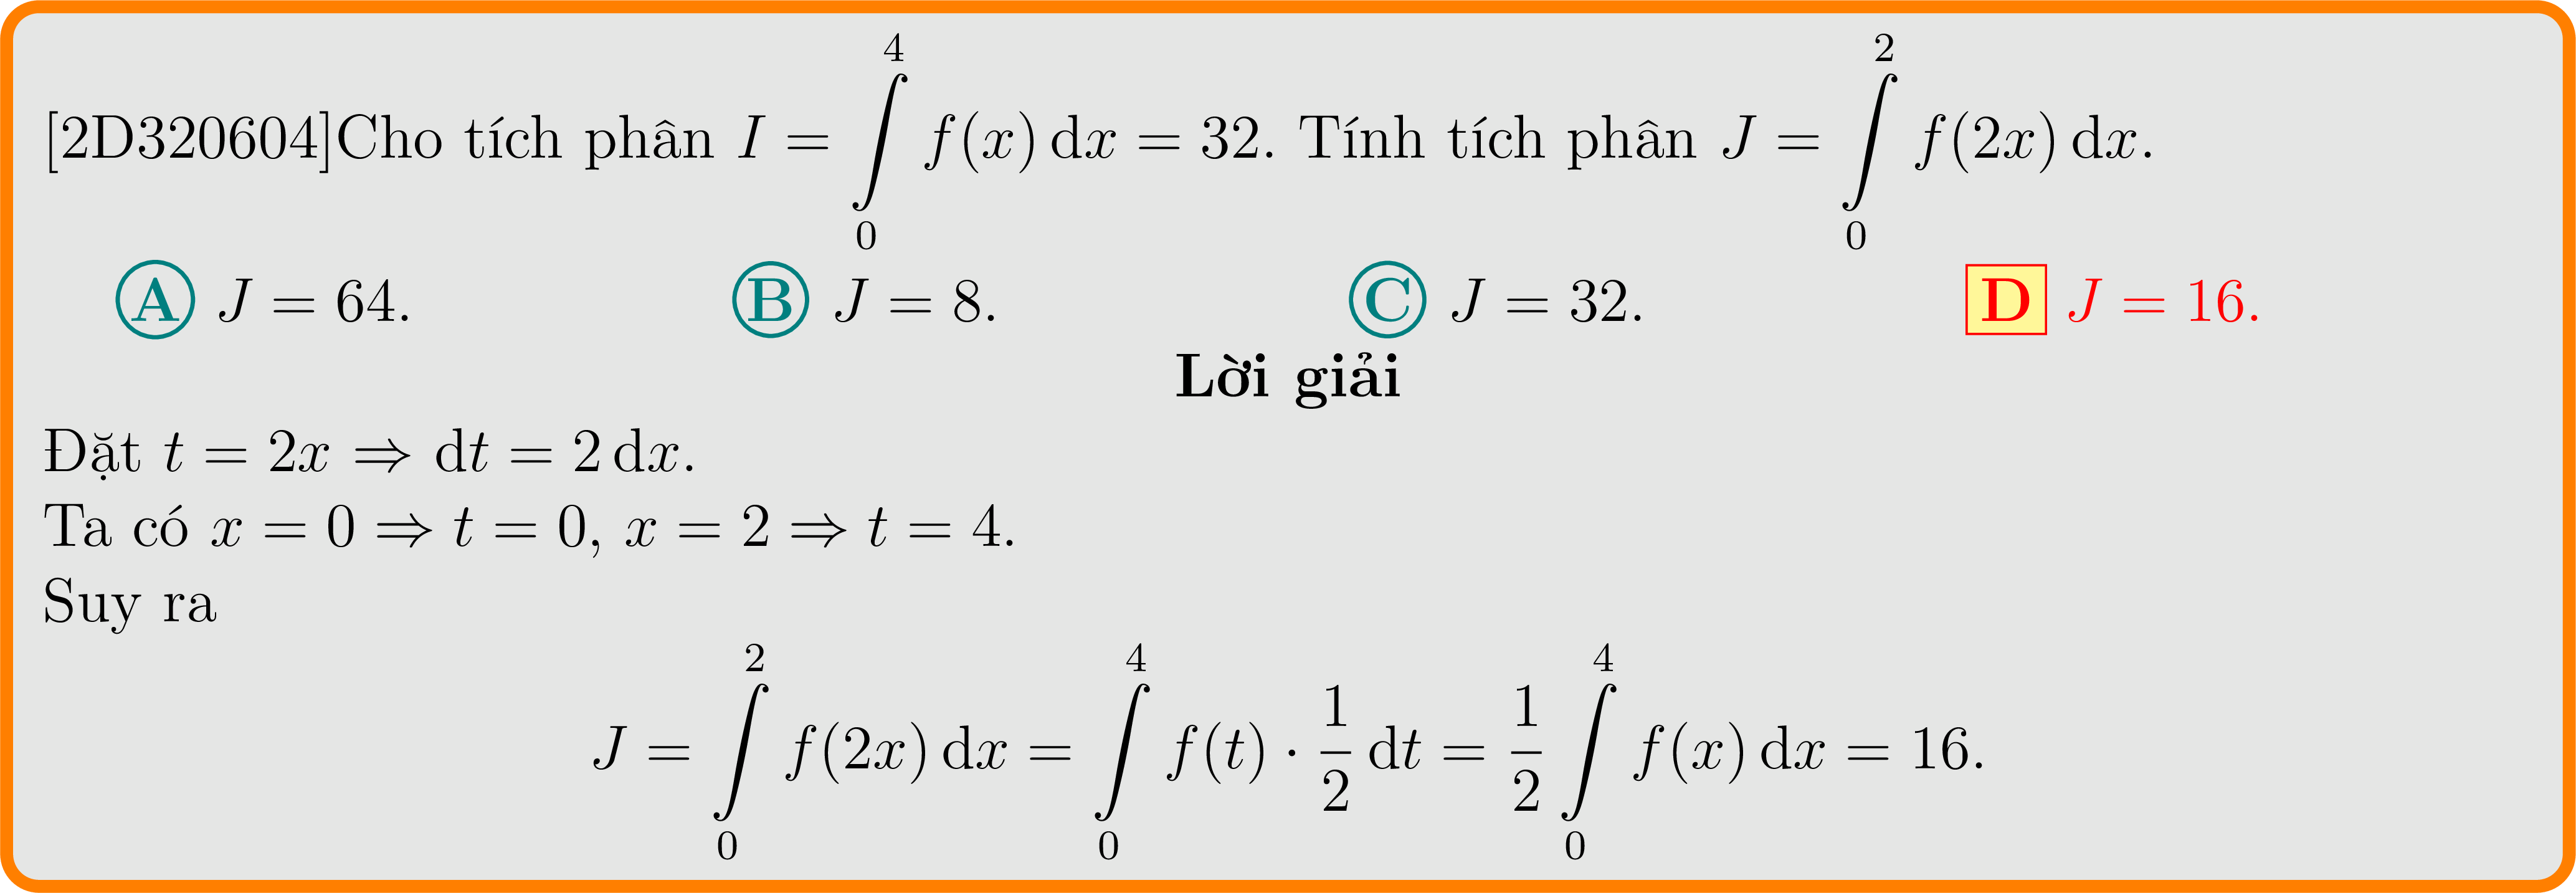 [2D320604]Cho tích phân $I = \int\limits_0^4 f(x)\,\mathrm{d}x = 32$. Tính tích phân $J = \int\limits_0^2 f(2x)\,\mathrm{d}x$.
A $J = 64$. B $J = 8$. C $J = 32$. D $J = 16$.
Lời giải
Đặt $t = 2x \Rightarrow \mathrm{d}t = 2\,\mathrm{d}x$.
Ta có $x = 0 \Rightarrow t = 0$, $x = 2 \Rightarrow t = 4$.
Suy ra
$J = \int\limits_0^2 f(2x)\,\mathrm{d}x = \int\limits_0^4 f(t) \cdot \frac{1}{2}\,\mathrm{d}t = \frac{1}{2} \int\limits_0^4 f(x)\,\mathrm{d}x = 16.$